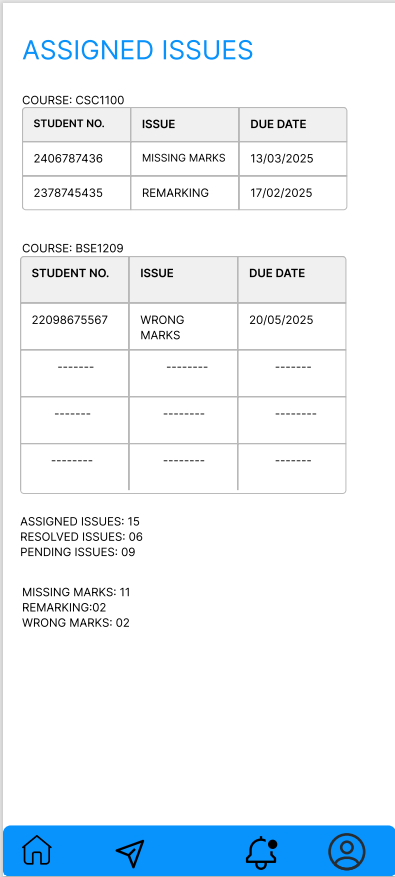 ASSIGNED ISSUES
COURSE: CSC1100
STUDENT NO. ISSUE DUE DATE
2406787436 MISSING MARKS 13/03/2025
2378745435 REMARKING 17/02/2025
COURSE: BSE1209
STUDENT NO. ISSUE DUE DATE
22098675567 WRONG MARKS 20/05/2025
------- -------- -------
------- -------- --------
-------- -------- -------
ASSIGNED ISSUES: 15
RESOLVED ISSUES: 06
PENDING ISSUES: 09
MISSING MARKS: 11
REMARKING:02
WRONG MARKS: 02